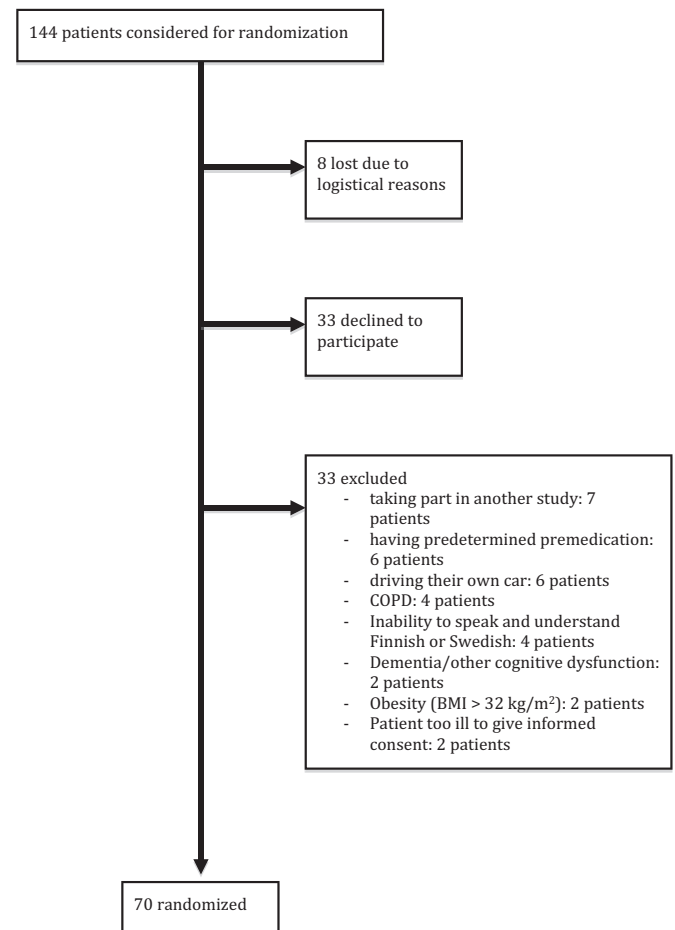 144 patients considered for randomization
8 lost due to
logistical reasons
33 declined to
participate
33 excluded
- taking part in another study: 7
patients
- having predetermined premedication:
6 patients
- driving their own car: 6 patients
- COPD: 4 patients
- Inability to speak and understand
Finnish or Swedish: 4 patients
- Dementia/other cognitive dysfunction:
2 patients
- Obesity (BMI > 32 kg/m²): 2 patients
- Patient too ill to give informed
consent: 2 patients
70 randomized